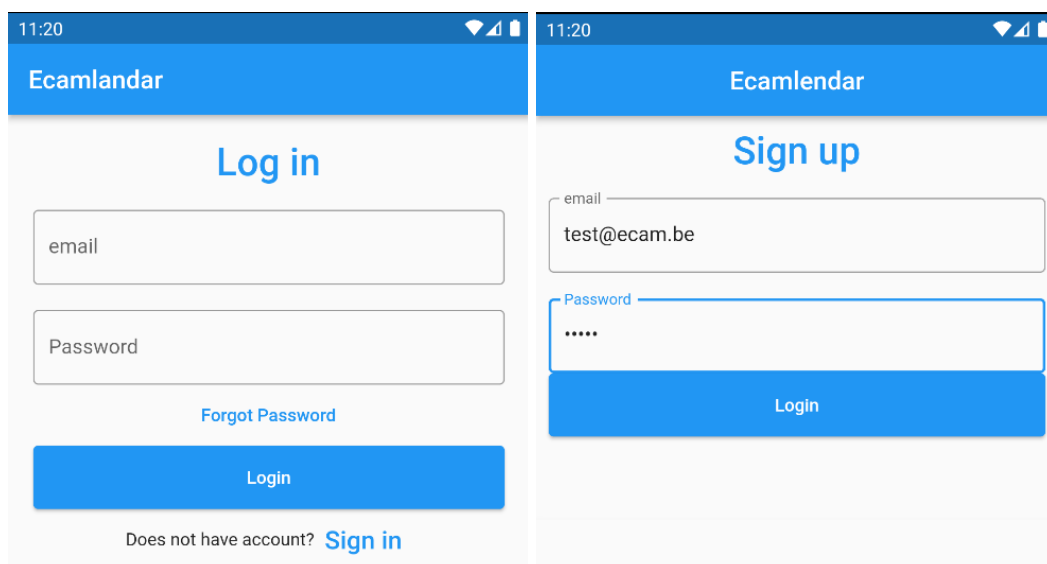 11:20
Ecamlandar
Log in
email
Password
Forgot Password
Login
Does not have account? Sign in
11:20
Ecamlendar
Sign up
email
test@ecam.be
Password
•••••
Login